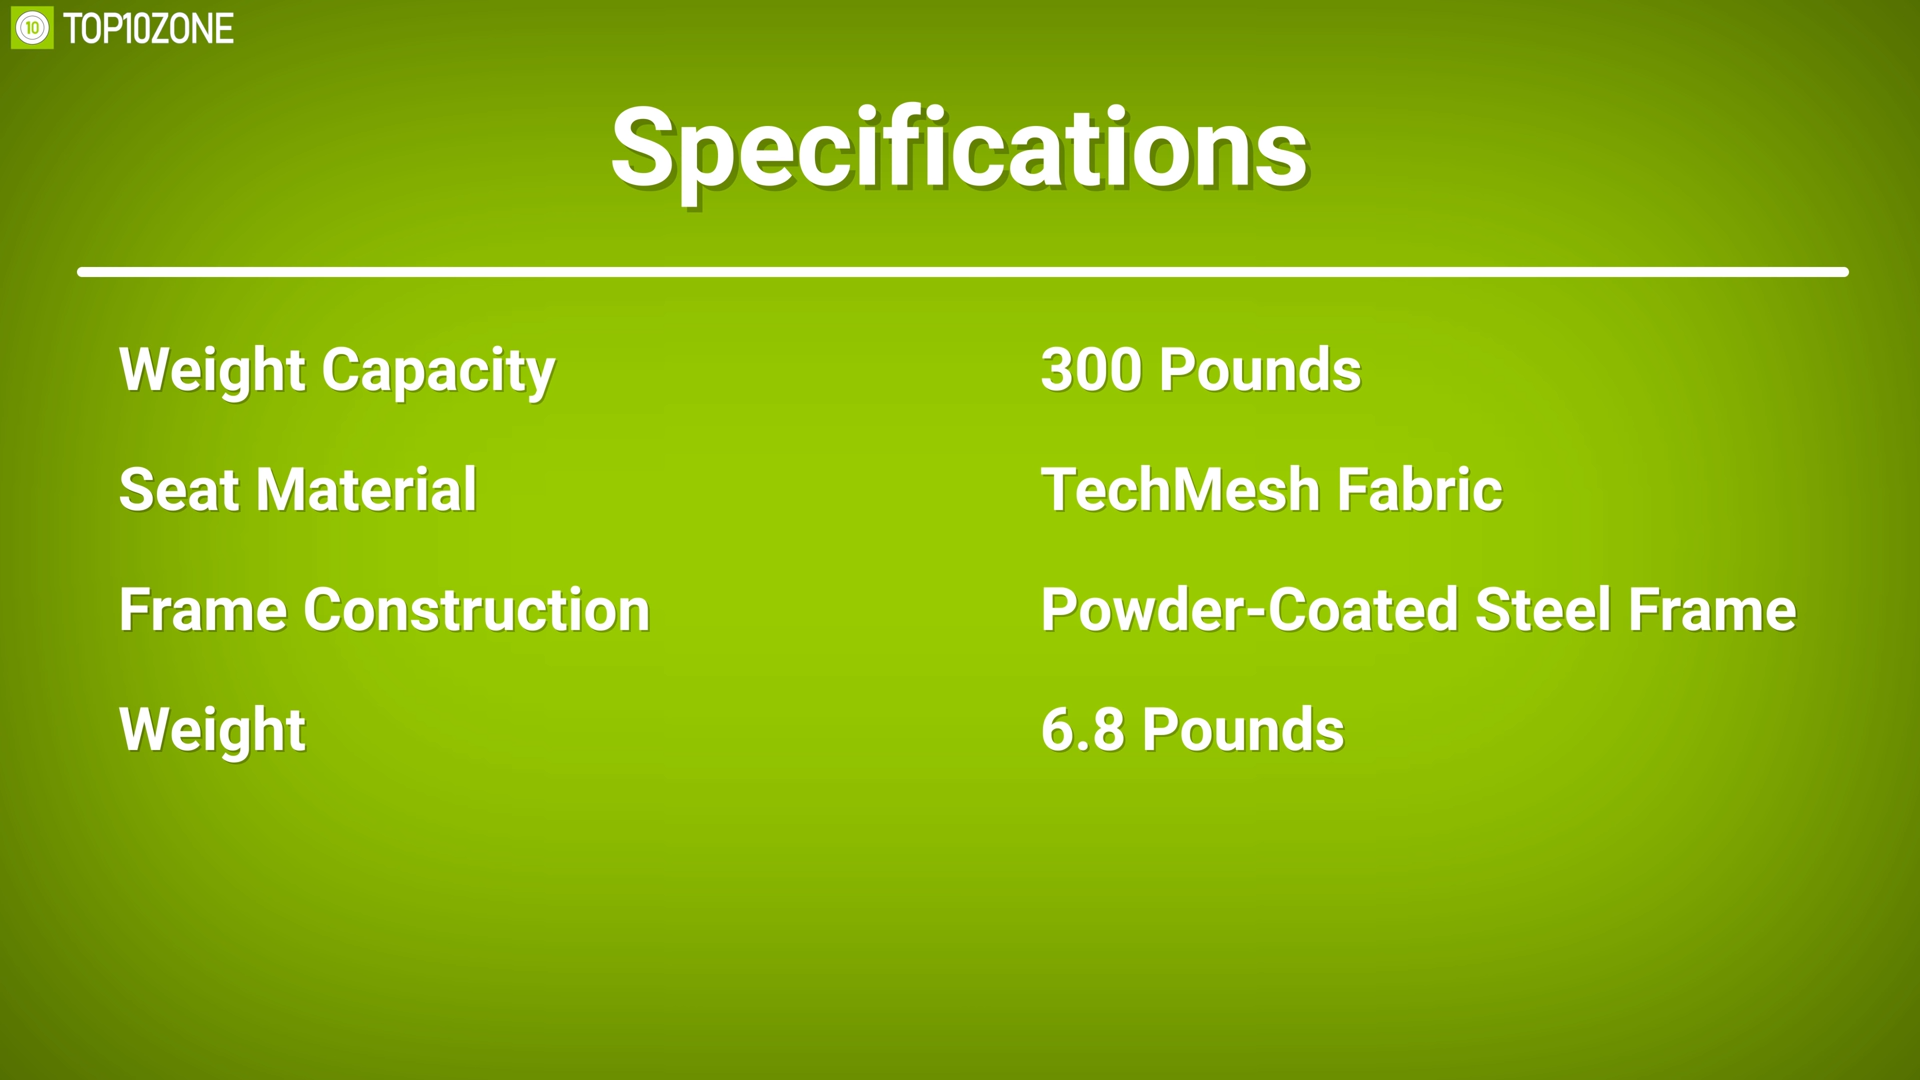 10 TOP10ZONE
Specifications
Weight Capacity 300 Pounds
Seat Material TechMesh Fabric
Frame Construction Powder-Coated Steel Frame
Weight 6.8 Pounds